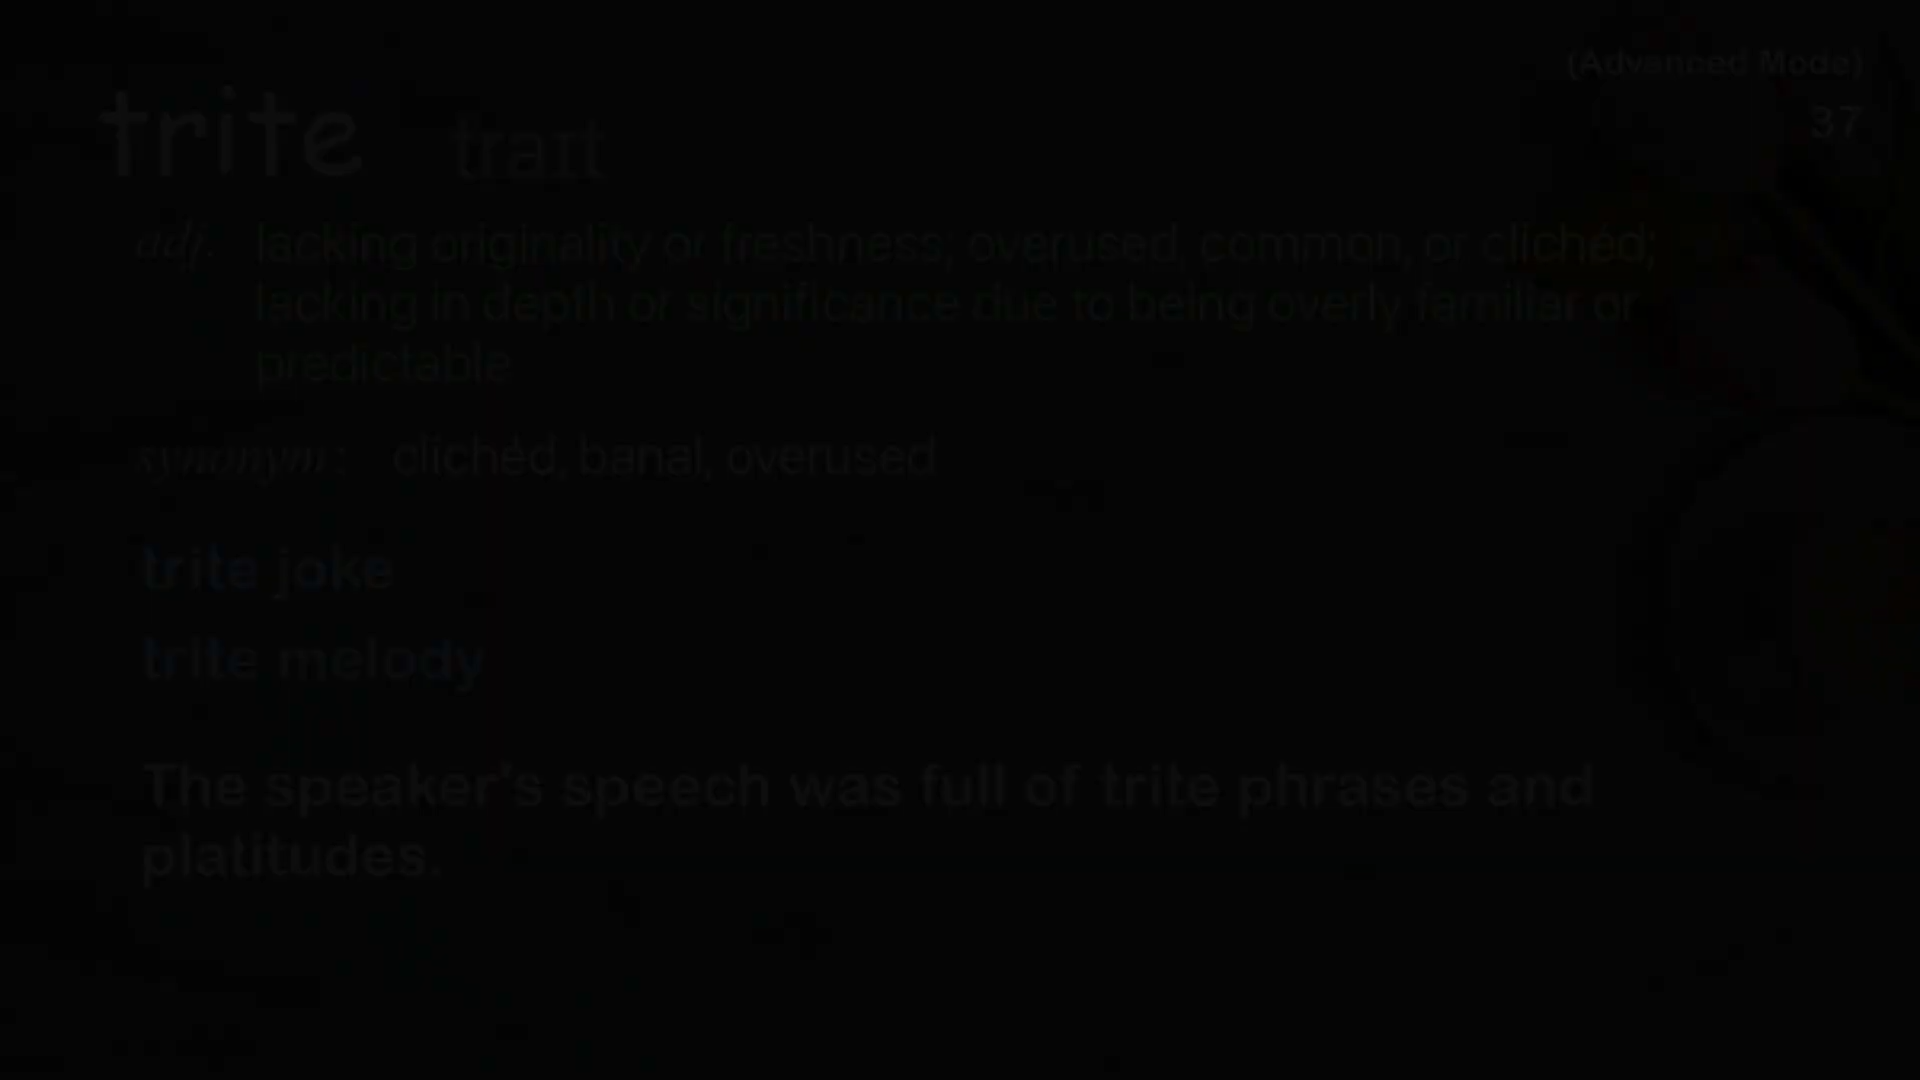 (Advanced Mode)
37
trite traɪt
adj. lacking originality or freshness; overused, common, or clichéd;
lacking in depth or significance due to being overly familiar or
predictable
synonym: clichéd, banal, overused
trite joke
trite melody
The speaker's speech was full of trite phrases and
platitudes.